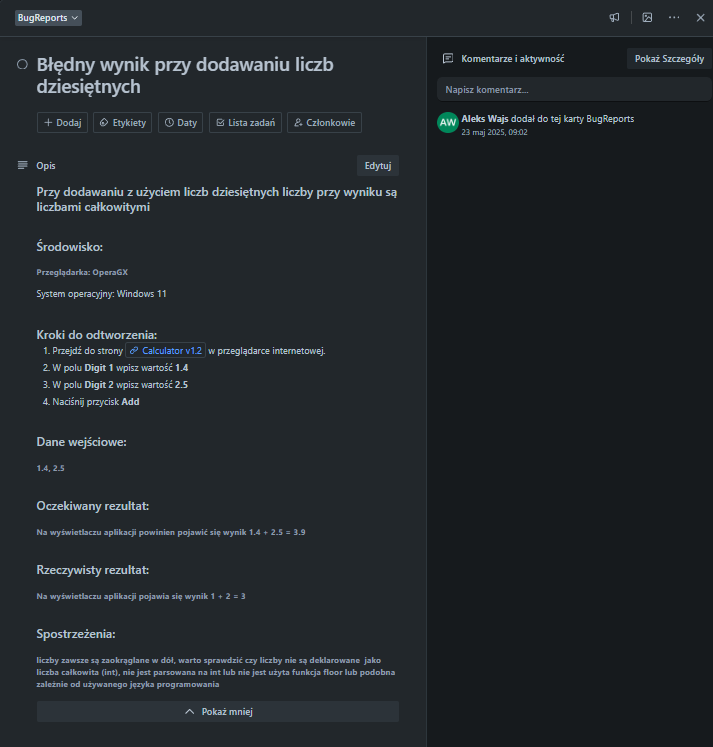 BugReports
Błędny wynik przy dodawaniu liczb
dziesiętnych
Dodaj
Etykiety
Daty
Lista zadań
Członkowie
Opis
Edytuj
Przy dodawaniu z użyciem liczb dziesiętnych liczby przy wyniku są
liczbami całkowitymi
Środowisko:
Przeglądarka: OperaGX
System operacyjny: Windows 11
Kroki do odtworzenia:
1. Przejdź do strony Calculator v1.2 w przeglądarce internetowej.
2. W polu Digit 1 wpisz wartość 1.4
3. W polu Digit 2 wpisz wartość 2.5
4. Naciśnij przycisk Add
Dane wejściowe:
1.4, 2.5
Oczekiwany rezultat:
Na wyświetlaczu aplikacji powinien pojawić się wynik 1.4 + 2.5 = 3.9
Rzeczywisty rezultat:
Na wyświetlaczu aplikacji pojawia się wynik 1 + 2 = 3
Spostrzeżenia:
liczby zawsze są zaokrąglane w dół, warto sprawdzić czy liczby nie są deklarowane jako
liczba całkowita (int), nie jest parsowana na int lub nie jest użyta funkcja floor lub podobna
zależnie od używanego języka programowania
Pokaż mniej
Komentarze i aktywność
Pokaż Szczegóły
Napisz komentarz...
AW
Aleks Wajs dodał do tej karty BugReports
23 maj 2025, 09:02